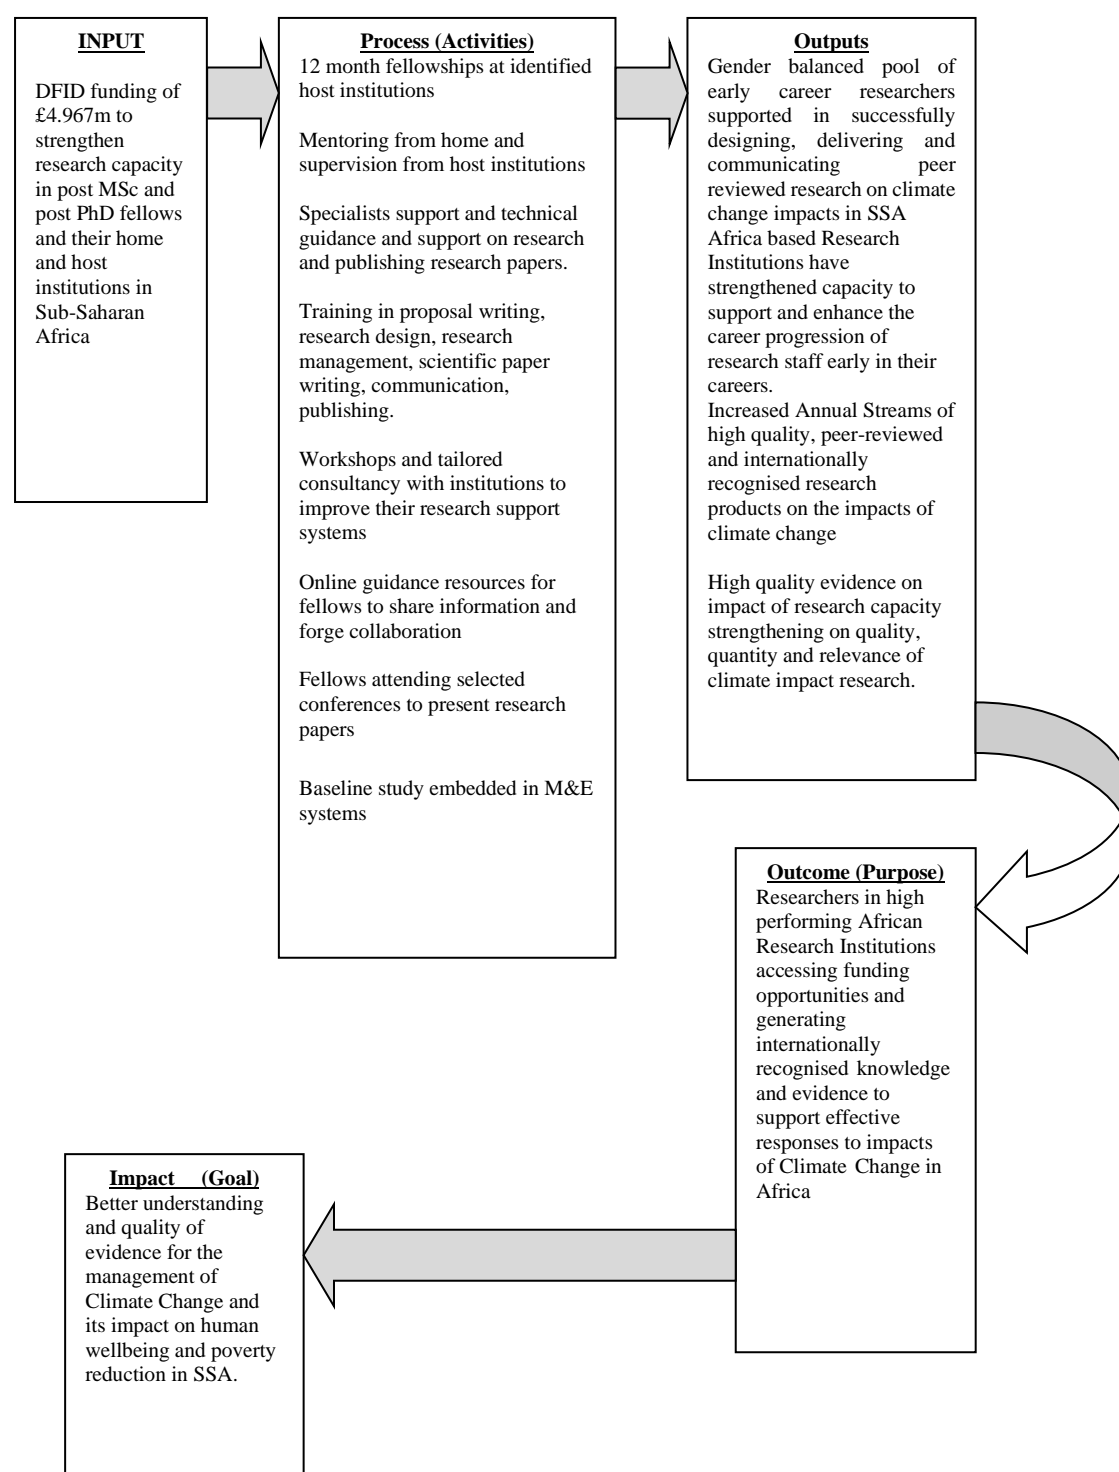 INPUT
DFID funding of
£4.967m to
strengthen
research capacity
in post MSc and
post PhD fellows
and their home
and host
institutions in
Sub-Saharan
Africa
Process (Activities)
12 month fellowships at identified
host institutions
Mentoring from home and
supervision from host institutions
Specialists support and technical
guidance and support on research
and publishing research papers.
Training in proposal writing,
research design, research
management, scientific paper
writing, communication,
publishing.
Workshops and tailored
consultancy with institutions to
improve their research support
systems
Online guidance resources for
fellows to share information and
forge collaboration
Fellows attending selected
conferences to present research
papers
Baseline study embedded in M&E
systems
Outputs
Gender balanced pool of
early career researchers
supported in successfully
designing, delivering and
communicating peer
reviewed research on climate
change impacts in SSA
Africa based Research
Institutions have
strengthened capacity to
support and enhance the
career progression of
research staff early in their
careers.
Increased Annual Streams of
high quality, peer-reviewed
and internationally
recognised research
products on the impacts of
climate change
High quality evidence on
impact of research capacity
strengthening on quality,
quantity and relevance of
climate impact research.
Outcome (Purpose)
Researchers in high
performing African
Research Institutions
accessing funding
opportunities and
generating
internationally
recognised knowledge
and evidence to
support effective
responses to impacts
of Climate Change in
Africa
Impact (Goal)
Better understanding
and quality of
evidence for the
management of
Climate Change and
its impact on human
wellbeing and poverty
reduction in SSA.